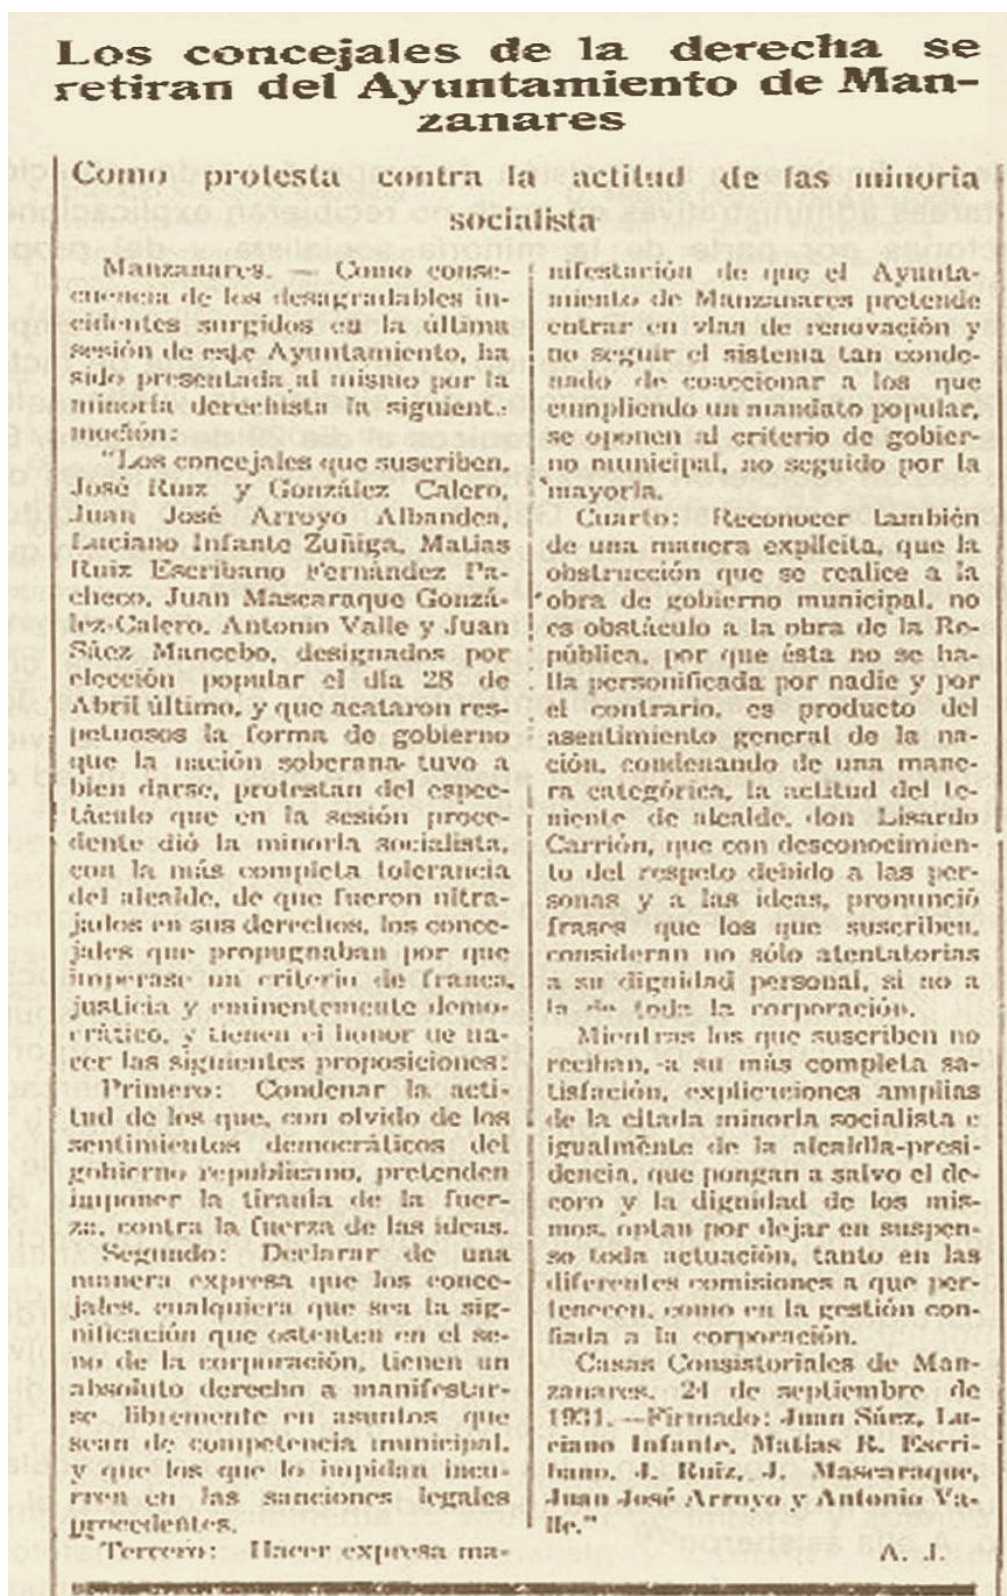 Los concejales de la derecha se
retiran del Ayuntamiento de Man-
zanares
Como protesta contra la actitud de las minoria
socialista
Manzanares. — Como conse-
cuencia de los desagradables in-
cidentes surgidos en la última
sesión de este Ayuntamiento, ha
sido presentada al mismo por la
minoría derechista la siguiente
moción:
"Los concejales que suscriben,
José Ruiz y González Calero,
Juan José Arroyo Albandea,
Luciano Infante Zuñiga, Matias
Ruiz Escribano Fernández Pa-
checo, Juan Mascaraque Gonzá-
lez-Calero, Antonio Valle y Juan
Sáez Mancebo, designados por
elección popular el día 28 de
Abril último, y que acataron res-
petuosos la forma de gobierno
que la nación soberana tuvo a
bien darse, protestan del espec-
táculo que en la sesión proce-
dente dió la minoría socialista,
con la más completa tolerancia
del alcalde, de que fueron ultra-
jados en sus derechos, los conce-
jales que propugnaban por que
imperase un criterio de franca,
justicia y eminentemente demo-
crático, y tienen el honor de ha-
cer las siguientes proposiciones:
Primero: Condenar la acti-
tud de los que, con olvido de los
sentimientos democráticos del
gobierno republicano, pretenden
imponer la tiranía de la fuer-
za, contra la fuerza de las ideas.
Segundo: Declarar de una
manera expresa que los conce-
jales, cualquiera que sea la sig-
nificación que ostenten en el se-
no de la corporación, tienen un
absoluto derecho a manifestar-
se libremente en asuntos que
sean de competencia municipal,
y que los que lo impidan incu-
rren en las sanciones legales
procedentes.
Tercero: Hacer expresa ma-
nifestación de que el Ayunta-
miento de Manzanares pretende
entrar en vías de renovación y
no seguir el sistema tan conde-
nado de coaccionar a los que
cumpliendo un mandato popular,
se oponen al criterio de gobier-
no municipal, no seguido por la
mayoría.
Cuarto: Reconocer también
de una manera explícita, que la
obstrucción que se realice a la
obra de gobierno municipal, no
es obstáculo a la obra de la Re-
pública, por que ésta no se ha-
lla personificada por nadie y por
el contrario, es producto del
asentimiento general de la na-
ción, condenando de una mane-
ra categórica, la actitud del te-
niente de alcalde, don Lisardo
Carrión, que con desconocimien-
to del respeto debido a las per-
sonas y a las ideas, pronunció
frases que los que suscriben,
consideran no sólo atentatorias
a su dignidad personal, si no a
la de toda la corporación.
Mientras los que suscriben no
reciban, a su más completa sa-
tisfación, explicaciones amplias
de la citada minoría socialista e
igualmente de la alcaldía-presi-
dencia, que pongan a salvo el de-
coro y la dignidad de los mis-
mos, optan por dejar en suspen-
so toda actuación, tanto en las
diferentes comisiones a que per-
tenecen, como en la gestión con-
fiada a la corporación.
Casas Consistoriales de Man-
zanares, 24 de septiembre de
1931.—Firmado: Juan Sáez, Lu-
ciano Infante, Matias R. Escri-
bano, J. Ruiz, J. Mascaraque,
Juan José Arroyo y Antonio Va-
lle."
A. J.